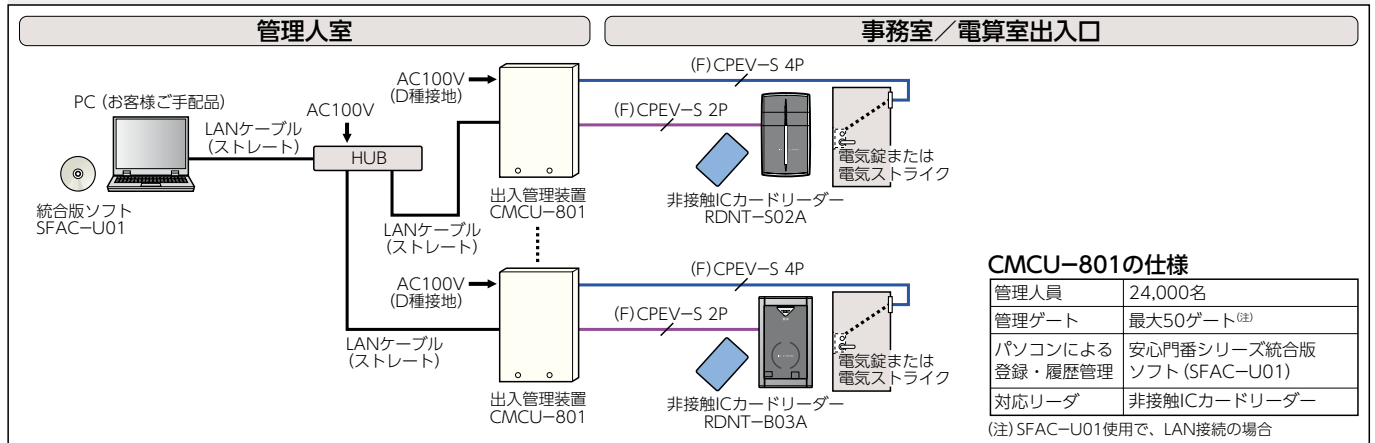 管理人室
事務室／電算室出入口
PC (お客様ご手配品)
統合版ソフト
SFAC−U01
LANケーブル
(ストレート)
AC100V
HUB
LANケーブル
(ストレート)
LANケーブル
(ストレート)
AC100V
(D種接地)
出入管理装置
CMCU−801
AC100V
(D種接地)
出入管理装置
CMCU−801
(F)CPEV−S 4P
(F)CPEV−S 2P
非接触ICカードリーダー
RDNT−S02A
電気錠または
電気ストライク
(F)CPEV−S 4P
(F)CPEV−S 2P
非接触ICカードリーダー
RDNT−B03A
電気錠または
電気ストライク
CMCU−801の仕様
管理人員 24,000名
管理ゲート 最大50ゲート(注)
パソコンによる 安心門番シリーズ統合版
登録・履歴管理 ソフト(SFAC−U01)
対応リーダ 非接触ICカードリーダー
(注) SFAC−U01使用で、LAN接続の場合